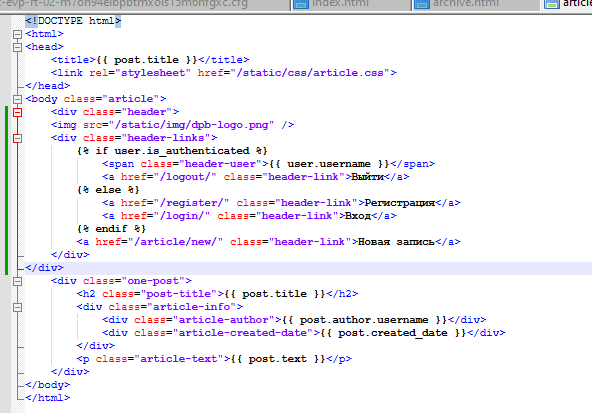 index.html archive.html
<!DOCTYPE html>
<html>
<head>
    <title>{{ post.title }}</title>
    <link rel="stylesheet" href="/static/css/article.css">
</head>
<body class="article">
    <div class="header">
    <img src="/static/img/dpb-logo.png" />
    <div class="header-links">
        {% if user.is_authenticated %}
            <span class="header-user">{{ user.username }}</span>
            <a href="/logout/" class="header-link">Выйти</a>
        {% else %}
            <a href="/register/" class="header-link">Регистрация</a>
            <a href="/login/" class="header-link">Вход</a>
        {% endif %}
        <a href="/article/new/" class="header-link">Новая запись</a>
    </div>
</div>
    <div class="one-post">
        <h2 class="post-title">{{ post.title }}</h2>
        <div class="article-info">
            <div class="article-author">{{ post.author.username }}</div>
            <div class="article-created-date">{{ post.created_date }}</div>
        </div>
        <p class="article-text">{{ post.text }}</p>
    </div>
</body>
</html>